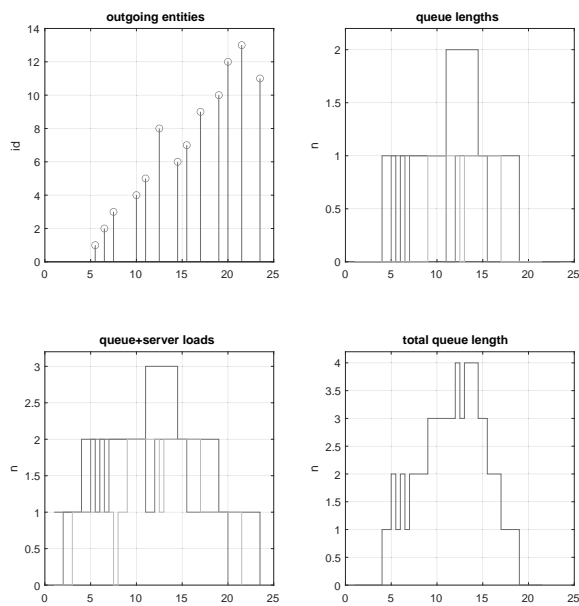 outgoing entities
14
12
10
8
6
4
2
0
id
0 5 10 15 20 25
queue lengths
2
1.5
1
0.5
0
n
0 5 10 15 20 25
queue+server loads
3
2.5
2
1.5
1
0.5
0
n
0 5 10 15 20 25
total queue length
4
3.5
3
2.5
2
1.5
1
0.5
0
n
0 5 10 15 20 25